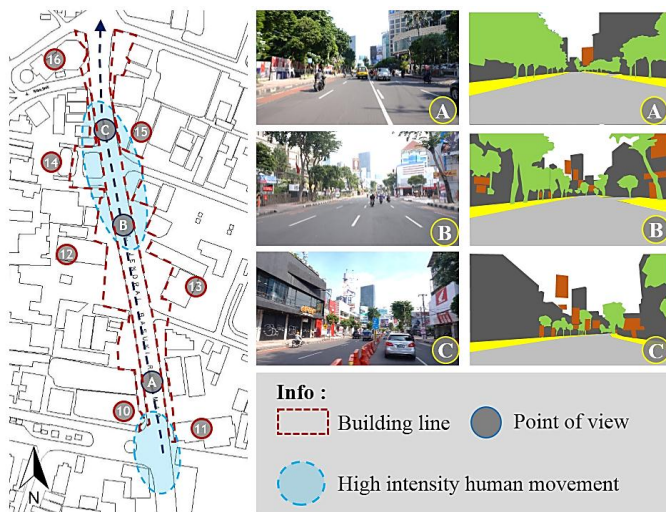 16
C
15
14
B
12
13
A
10
11
N
A
A
B
B
C
C
Info :
Building line
Point of view
High intensity human movement